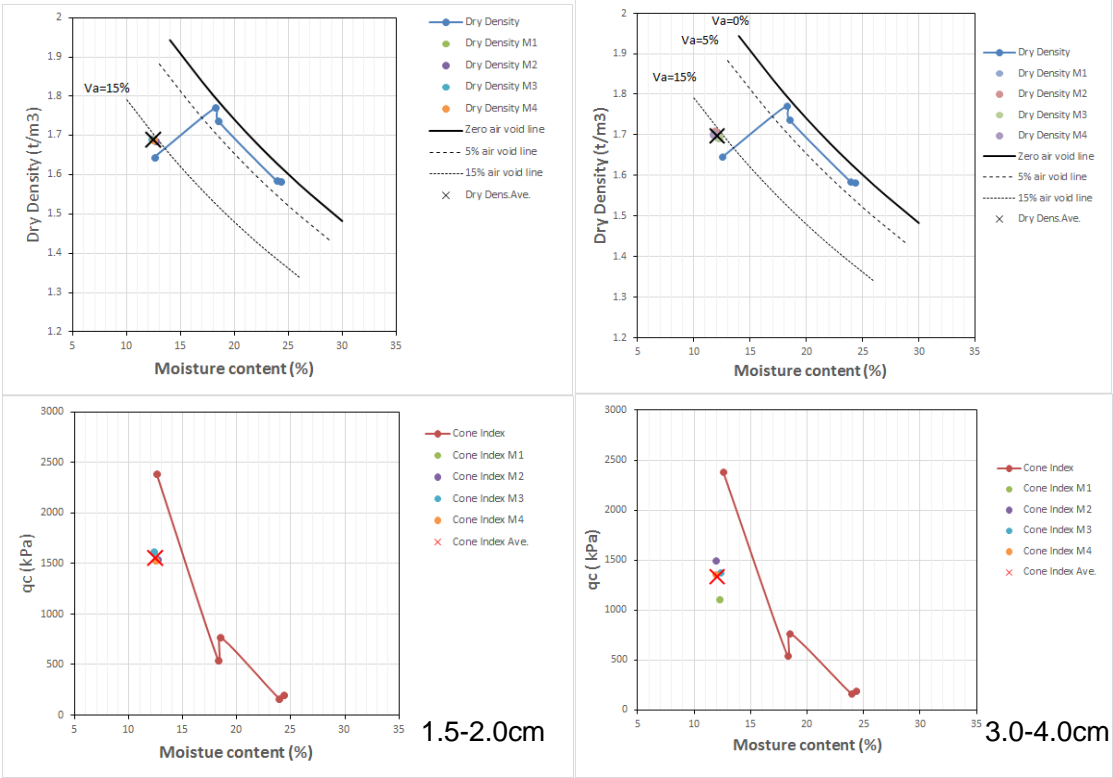 2
1.9
1.8
1.7
1.6
1.5
1.4
1.3
1.2
Dry Density (t/m3)
Va=15%
5 10 15 20 25 30 35
Moisture content (%)
Dry Density
Dry Density M1
Dry Density M2
Dry Density M3
Dry Density M4
Zero air void line
5% air void line
15% air void line
Dry Dens.Ave.
2
1.9
1.8
1.7
1.6
1.5
1.4
1.3
1.2
Dry Density (t/m3)
Va=0%
Va=5%
Va=15%
5 10 15 20 25 30 35
Moisture content (%)
Dry Density
Dry Density M1
Dry Density M2
Dry Density M3
Dry Density M4
Zero air void line
5% air void line
15% air void line
Dry Dens.Ave.
3000
2500
2000
1500
1000
500
0
qc (kPa)
5 10 15 20 25 30 35
Moistue content (%)
Cone Index
Cone Index M1
Cone Index M2
Cone Index M3
Cone Index M4
Cone Index Ave.
1.5-2.0cm
3000
2500
2000
1500
1000
500
0
qc ( kPa)
5 10 15 20 25 30 35
Mosture content (%)
Cone Index
Cone Index M1
Cone Index M2
Cone Index M3
Cone Index M4
Cone Index Ave.
3.0-4.0cm